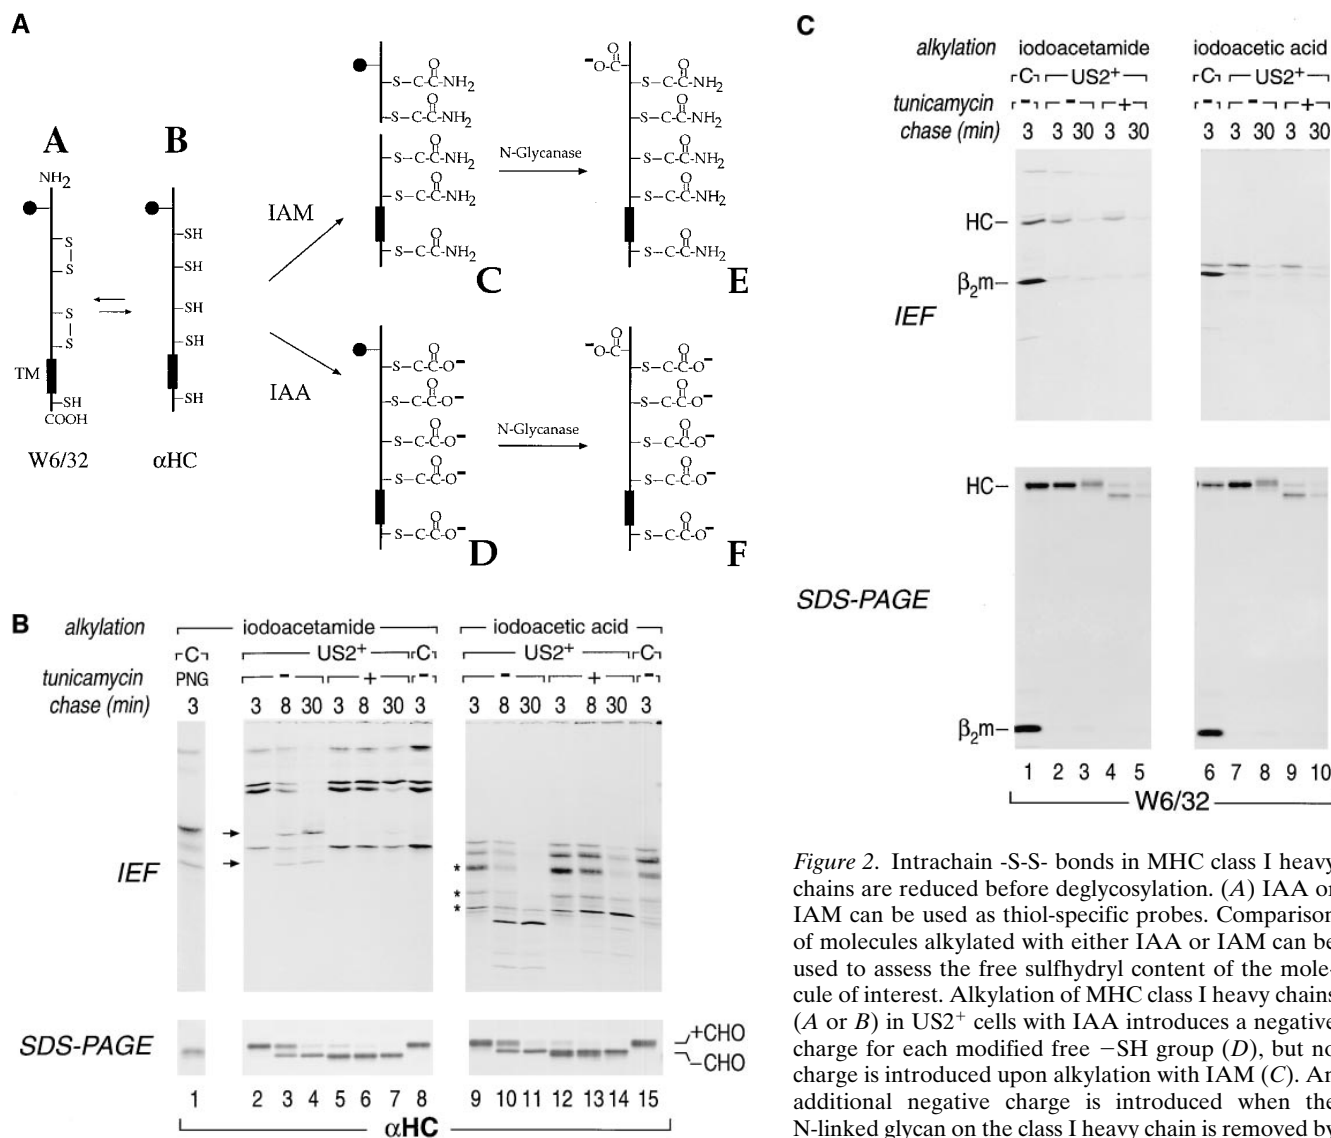 A
A
B
NH2
S
S
S
S
TM
SH
COOH
W6/32
SH
SH
SH
SH
SH
αHC
IAM
IAA
O
S-C-C-NH2
O
S-C-C-NH2
O
S-C-C-NH2
O
S-C-C-NH2
O
S-C-C-NH2
C
N-Glycanase
O
-O-C
O
S-C-C-NH2
O
S-C-C-NH2
O
S-C-C-NH2
O
S-C-C-NH2
O
S-C-C-NH2
E
O
S-C-C-O-
O
S-C-C-O-
O
S-C-C-O-
O
S-C-C-O-
O
S-C-C-O-
D
N-Glycanase
O
-O-C
O
S-C-C-O-
O
S-C-C-O-
O
S-C-C-O-
O
S-C-C-O-
O
S-C-C-O-
F
B
alkylation iodoacetamide iodoacetic acid
C US2+ C US2+ C
tunicamycin PNG - + - - + -
chase (min) 3 3 8 30 3 8 30 3 3 8 30 3 8 30 3
IEF
*
*
*
SDS-PAGE
+CHO
-CHO
1 2 3 4 5 6 7 8 9 10 11 12 13 14 15
αHC
C
alkylation iodoacetamide iodoacetic acid
C US2+ C US2+
tunicamycin - - + - - +
chase (min) 3 3 30 3 30 3 3 30 3 30
HC
β2m
IEF
HC
SDS-PAGE
β2m
1 2 3 4 5 6 7 8 9 10
W6/32
Figure 2. Intrachain -S-S- bonds in MHC class I heavy
chains are reduced before deglycosylation. (A) IAA or
IAM can be used as thiol-specific probes. Comparison
of molecules alkylated with either IAA or IAM can be
used to assess the free sulfhydryl content of the mole-
cule of interest. Alkylation of MHC class I heavy chains
(A or B) in US2+ cells with IAA introduces a negative
charge for each modified free −SH group (D), but no
charge is introduced upon alkylation with IAM (C). An
additional negative charge is introduced when the
N-linked glycan on the class I heavy chain is removed by